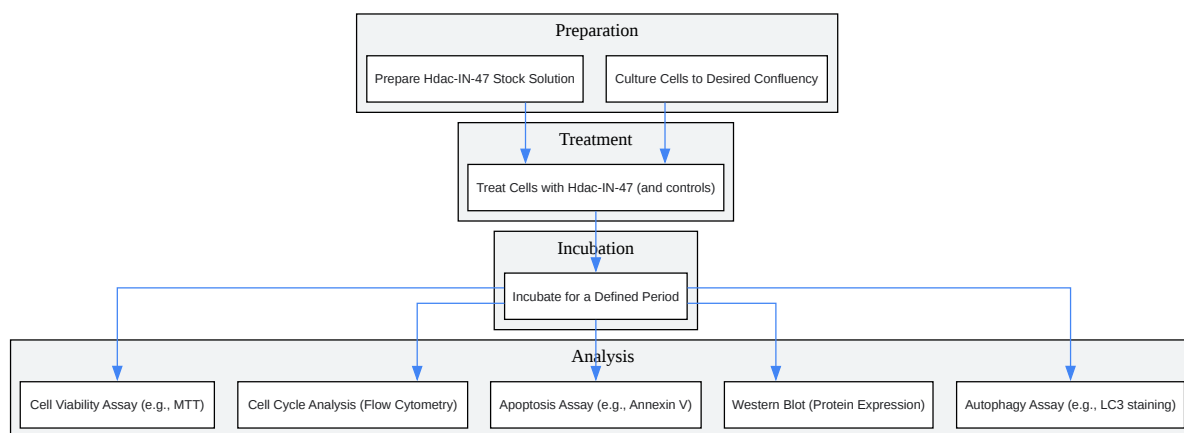 Preparation
Prepare Hdac-IN-47 Stock Solution
Culture Cells to Desired Confluency
Treatment
Treat Cells with Hdac-IN-47 (and controls)
Incubation
Incubate for a Defined Period
Analysis
Cell Viability Assay (e.g., MTT)
Cell Cycle Analysis (Flow Cytometry)
Apoptosis Assay (e.g., Annexin V)
Western Blot (Protein Expression)
Autophagy Assay (e.g., LC3 staining)